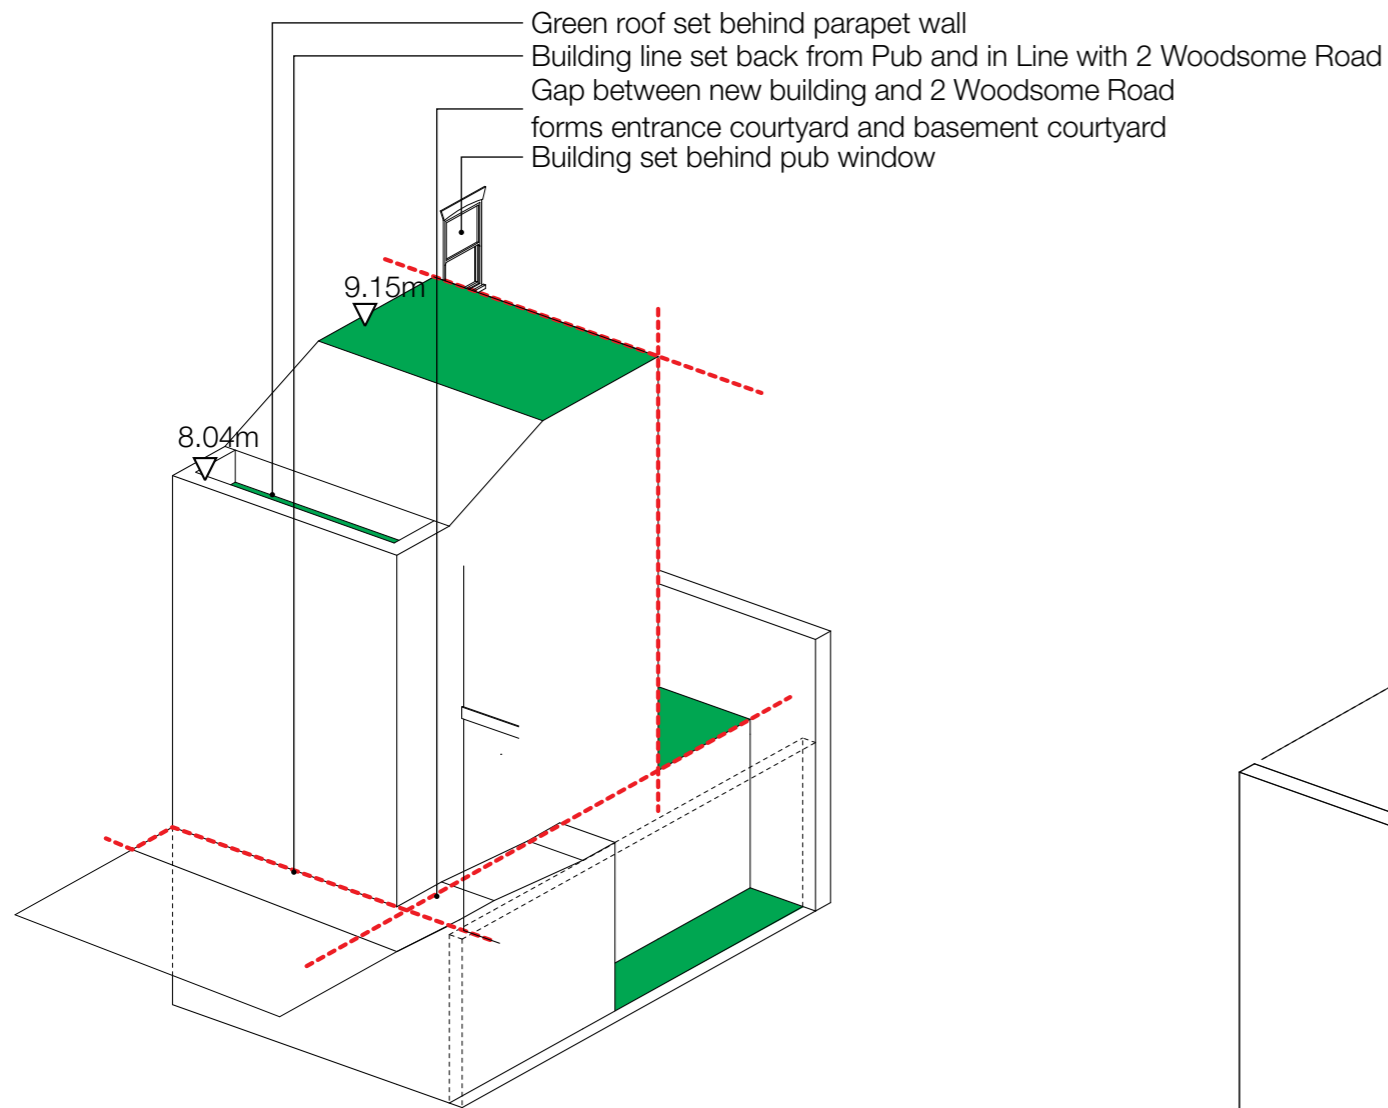 Green roof set behind parapet wall
Building line set back from Pub and in Line with 2 Woodsome Road
Gap between new building and 2 Woodsome Road
forms entrance courtyard and basement courtyard
Building set behind pub window
9.15m
8.04m